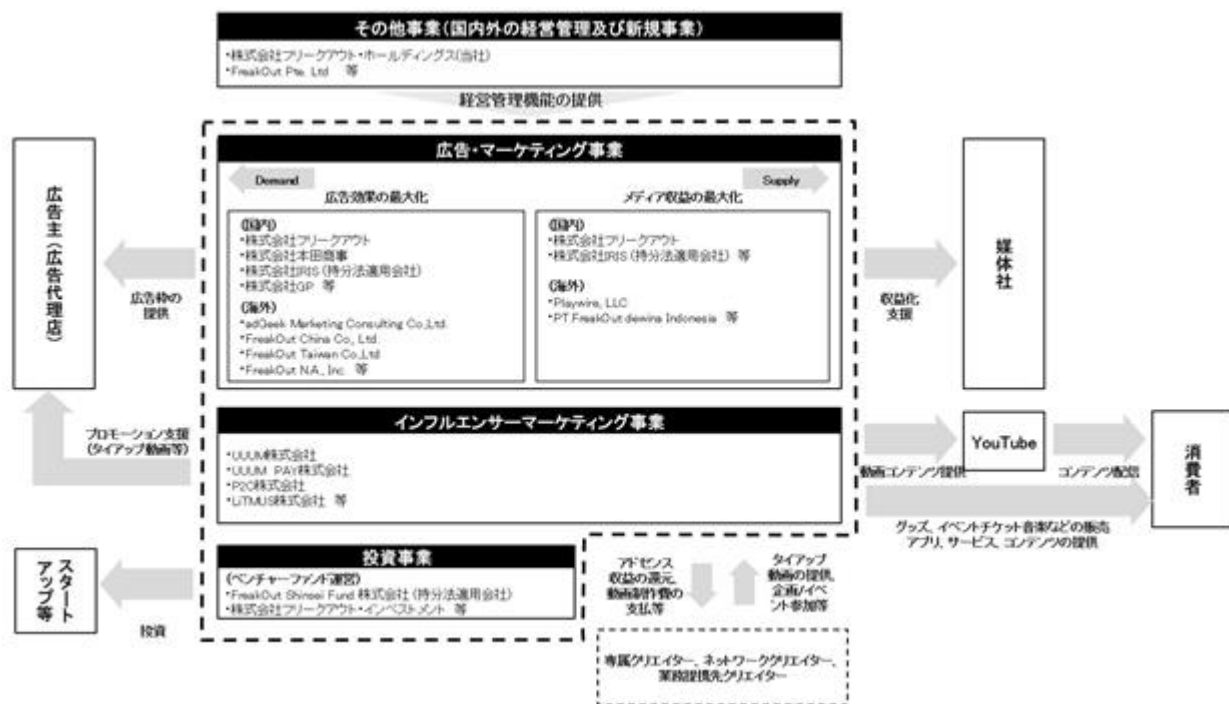 その他事業(国内外の経営管理及び新規事業)
・株式会社フリークアウト・ホールディングス(当社)
・FreakOut Pte. Ltd 等
経営管理機能の提供
広告・マーケティング事業
Demand
Supply
広告効果の最大化
メディア収益の最大化
(国内)
・株式会社フリークアウト
・株式会社本田商事
・株式会社IRIS (持分法適用会社)
・株式会社GP 等
(海外)
・adGeek Marketing Consulting Co.,Ltd.
・FreakOut China Co., Ltd.
・FreakOut Taiwan Co.,Ltd
・FreakOut N.A., Inc 等
(国内)
・株式会社フリークアウト
・株式会社IRIS (持分法適用会社) 等
(海外)
・Playwire, LLC
・PT.FreakOut dewina Indonesia 等
広告主(広告代理店)
広告枠の
提供
媒体社
収益化
支援
インフルエンサーマーケティング事業
・UUUM株式会社
・UUUM PAY株式会社
・P2C株式会社
・LiTMUS株式会社 等
プロモーション支援
(タイアップ動画等)
動画コンテンツ提供
YouTube
コンテンツ配信
消費者
グッズ、イベントチケット音楽などの販売
アプリ、サービス、コンテンツの提供
投資事業
(ベンチャーファンド運営)
・FreakOut Shinsei Fund 株式会社 (持分法適用会社)
・株式会社フリークアウト・インベストメント 等
スタート
アップ等
投資
アドセンス
収益の還元、
動画制作費の
支払等
タイアップ
動画の提供、
企画/イベ
ント参加等
専属クリエイター、ネットワーククリエイター、
業務提携先クリエイター